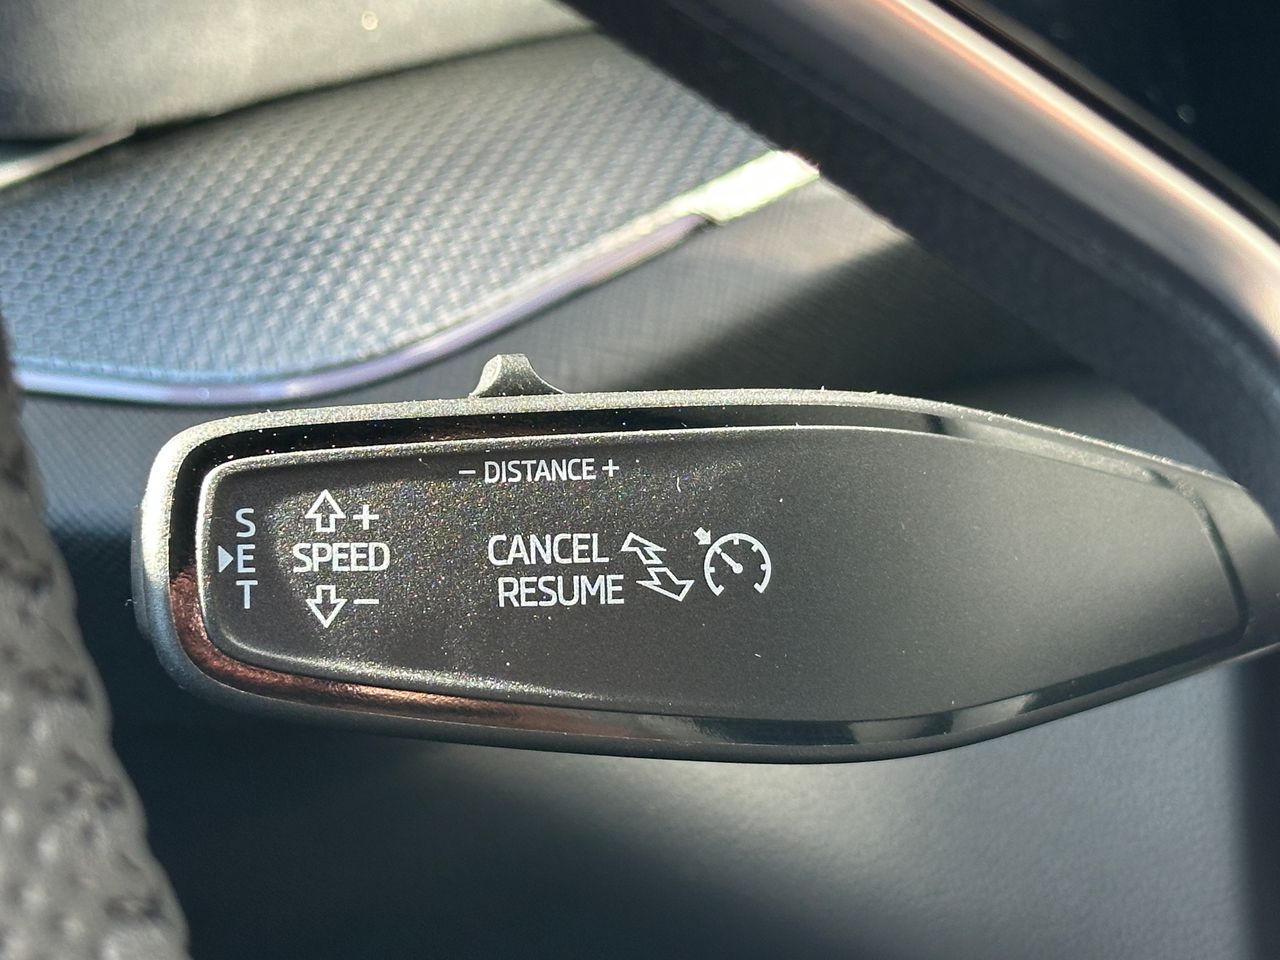 - DISTANCE +
SET
+
SPEED
-
CANCEL
RESUME